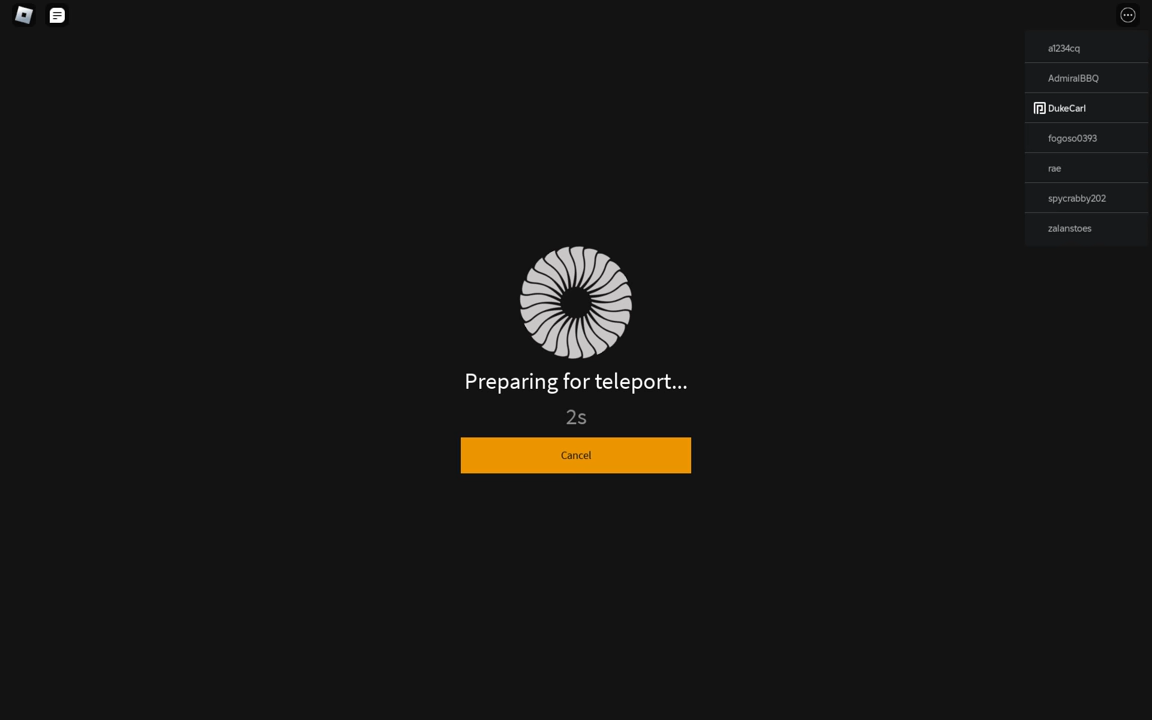 a1234cq
AdmiralBBQ
DukeCarl
fogoso0393
rae
spycrabby202
zalanstoes
Preparing for teleport...
2s
Cancel